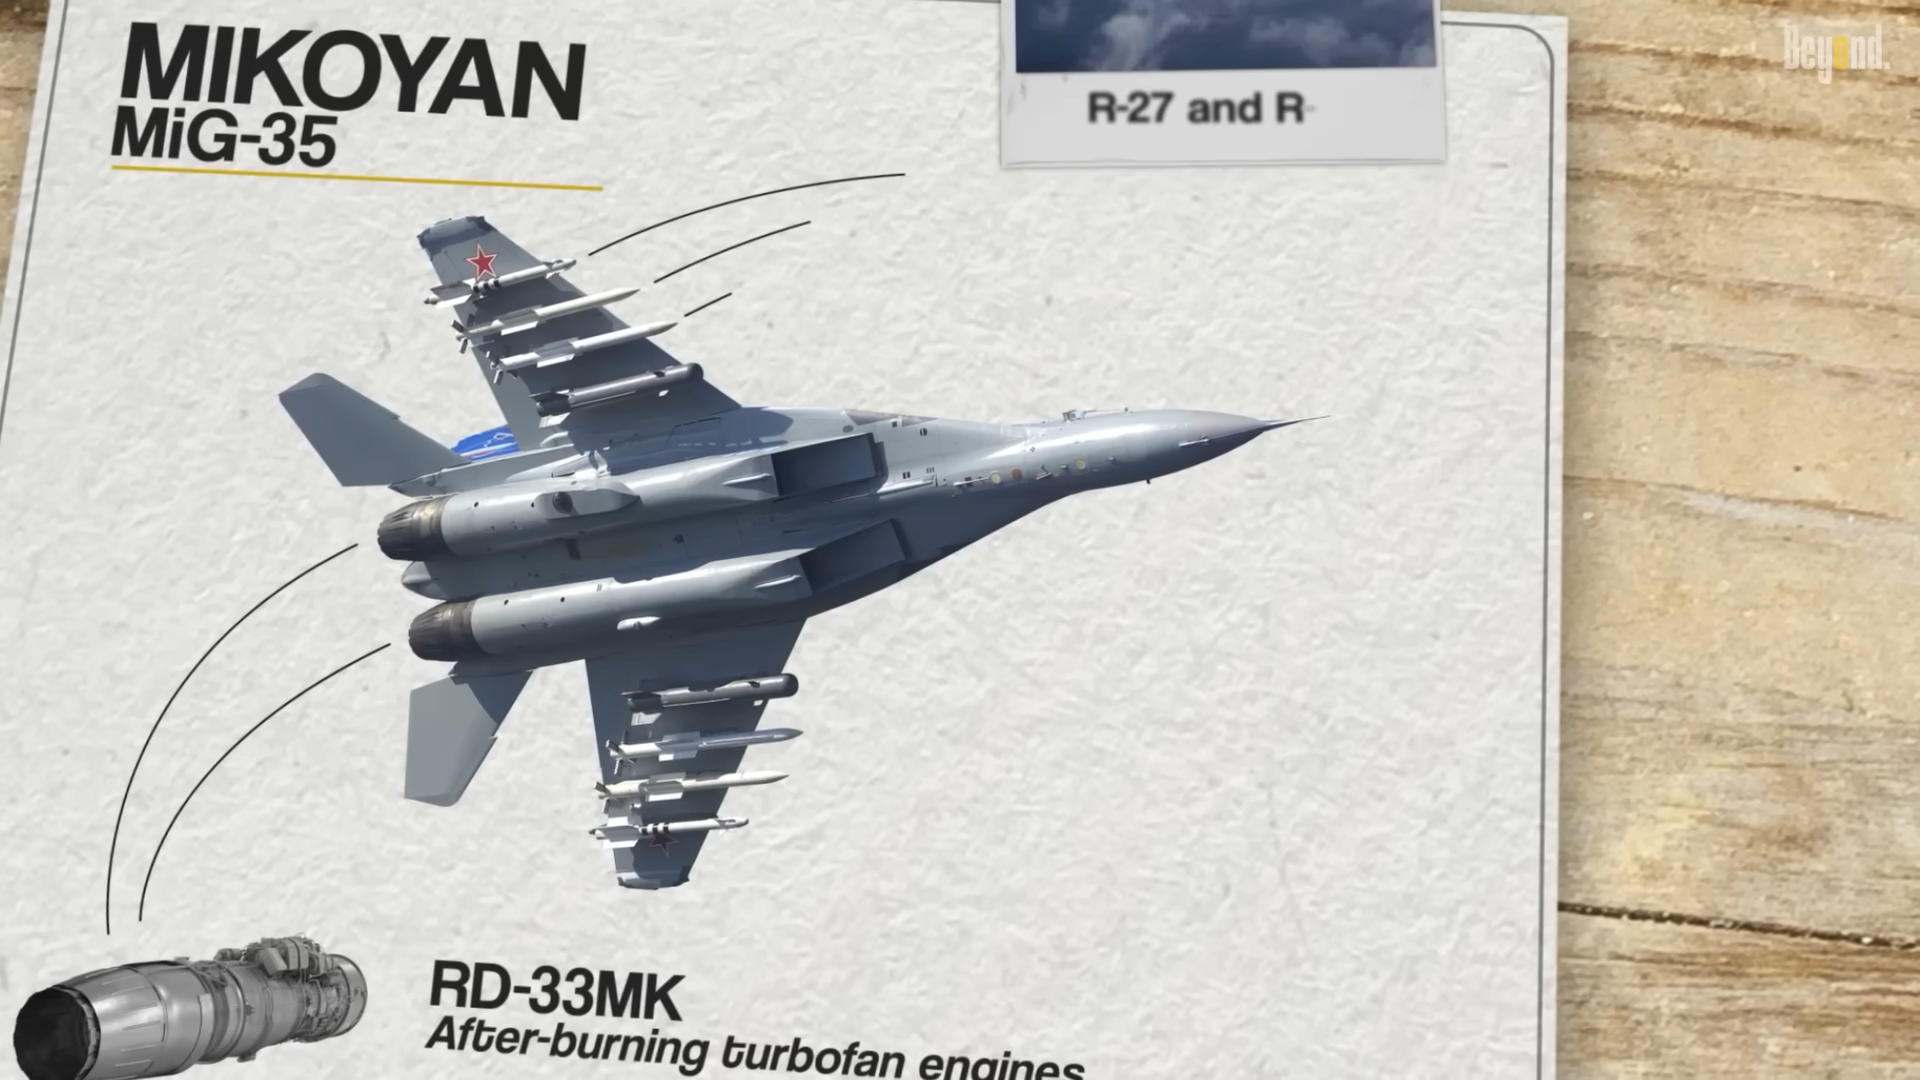 MIKOYAN
MiG-35
R-27 and R-
Beyond.
RD-33MK
After-burning turbofan engines